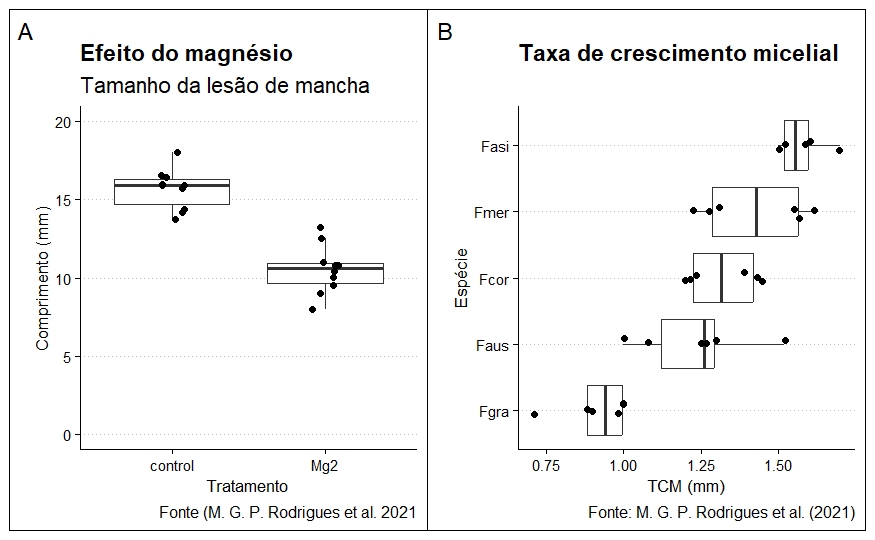 A
Efeito do magnésio
Tamanho da lesão de mancha
Comprimento (mm)
20
15
10
5
0
control
Mg2
Tratamento
Fonte (M. G. P. Rodrigues et al. 2021
B
Taxa de crescimento micelial
Espécie
Fasi
Fmer
Fcor
Faus
Fgra
0.75
1.00
1.25
1.50
TCM (mm)
Fonte: M. G. P. Rodrigues et al. (2021)